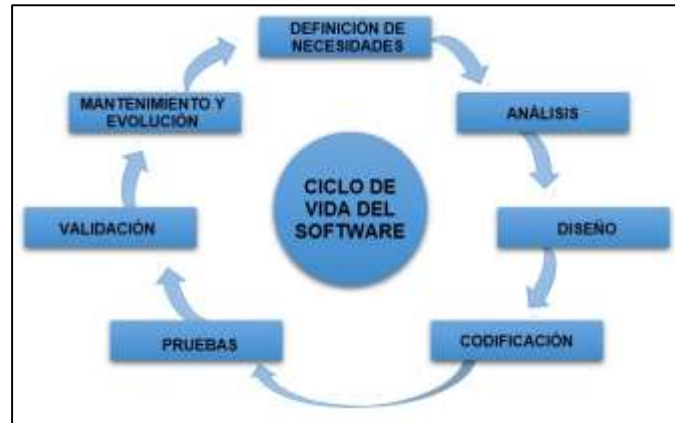 DEFINICIÓN DE
NECESIDADES
ANÁLISIS
DISEÑO
CODIFICACIÓN
PRUEBAS
VALIDACIÓN
MANTENIMIENTO Y
EVOLUCIÓN
CICLO DE
VIDA DEL
SOFTWARE